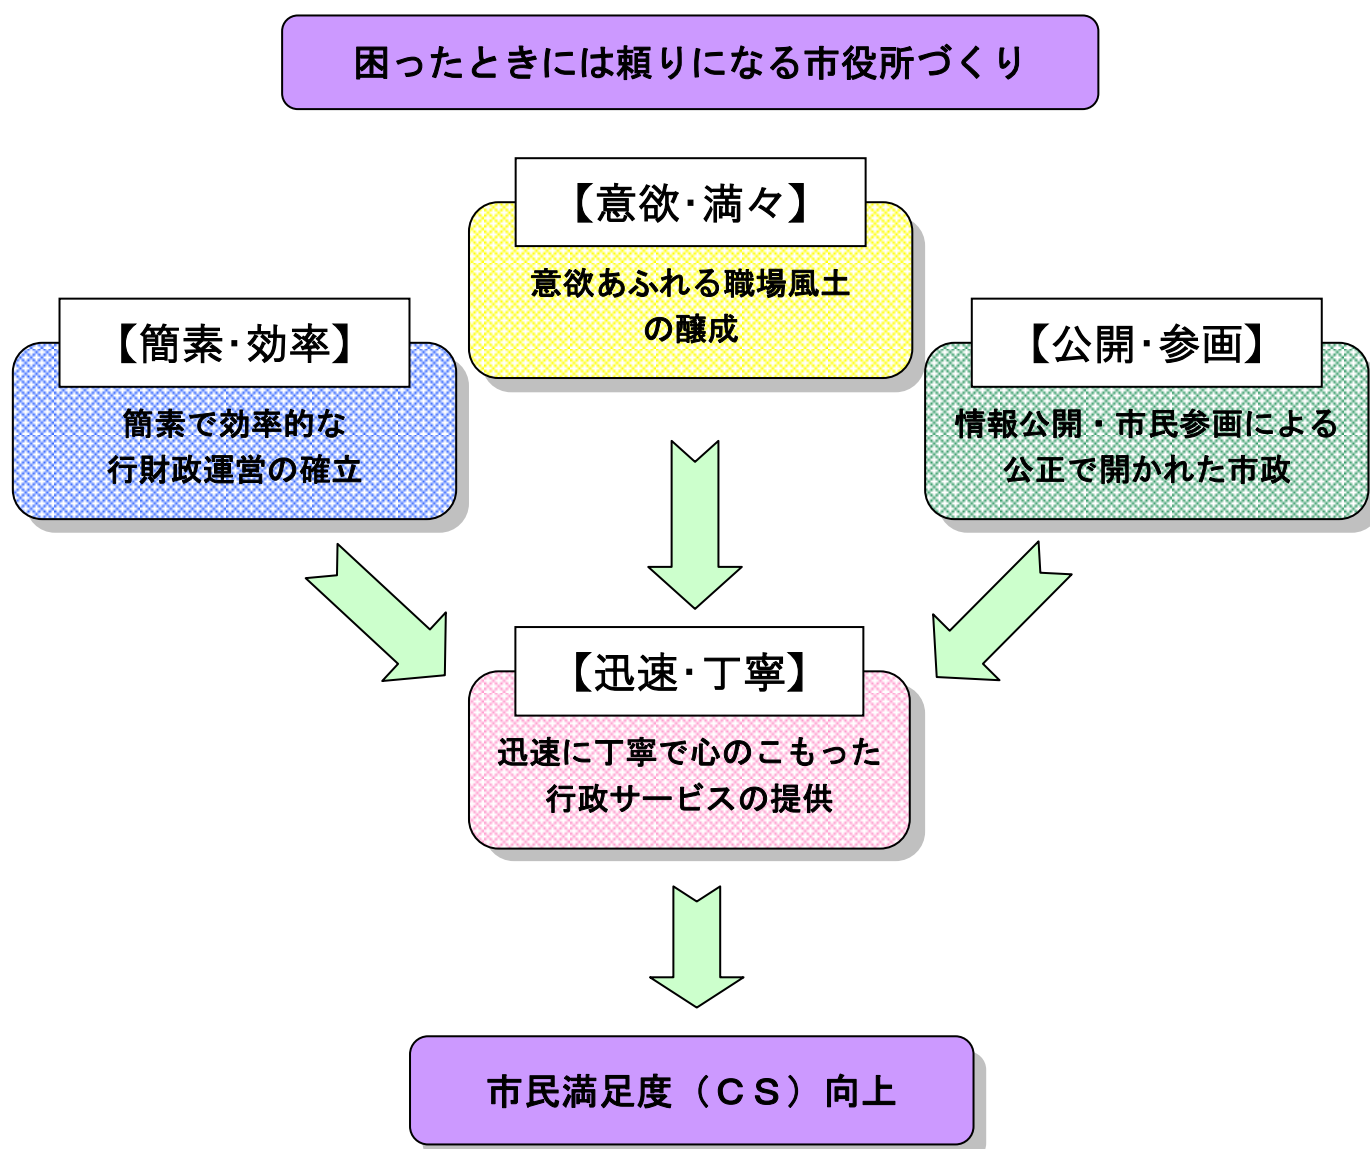 困ったときには頼りになる市役所づくり
【意欲･満々】
意欲あふれる職場風土
の醸成
【簡素･効率】
簡素で効率的な
行財政運営の確立
【公開･参画】
情報公開・市民参画による
公正で開かれた市政
【迅速･丁寧】
迅速に丁寧で心のこもった
行政サービスの提供
市民満足度（ＣＳ）向上